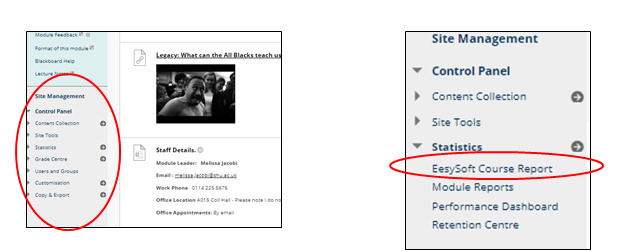 Module Feedback
Format of this module
Blackboard Help
Lecture Notes
Site Management
Control Panel
Content Collection
Site Tools
Statistics
Grade Centre
Users and Groups
Customisation
Copy & Export
Legacy: What can the All Blacks teach us
Staff Details.
Module Leader: Melissa Jacobi
Email : melissa.jacobi@shu.ac.uk
Work Phone 0114 225 5676
Office Location A015 Coll Hall - Please note I do not
Office Appointments: By email
Site Management
Control Panel
Content Collection
Site Tools
Statistics
EesySoft Course Report
Module Reports
Performance Dashboard
Retention Centre